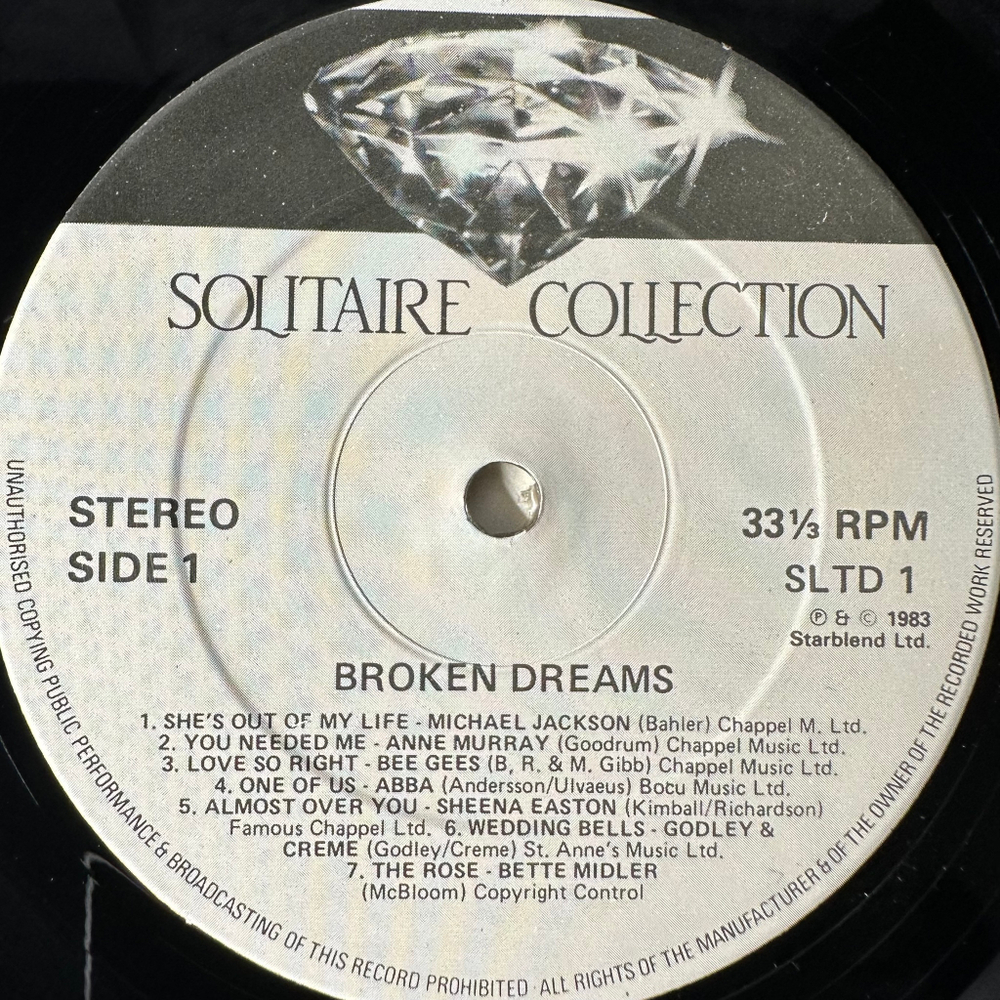 SOLITAIRE COLLECTION
STEREO
SIDE 1
33⅓ RPM
SLTD 1
Ⓟ & © 1983
Starblend Ltd.
BROKEN DREAMS
1. SHE'S OUT OF MY LIFE - MICHAEL JACKSON (Bahler) Chappel M. Ltd.
2. YOU NEEDED ME - ANNE MURRAY (Goodrum) Chappel Music Ltd.
3. LOVE SO RIGHT - BEE GEES (B, R. & M. Gibb) Chappel Music Ltd.
4. ONE OF US - ABBA (Andersson/Ulvaeus) Bocu Music Ltd.
5. ALMOST OVER YOU - SHEENA EASTON (Kimball/Richardson)
Famous Chappel Ltd. 6. WEDDING BELLS - GODLEY &
CREME (Godley/Creme) St. Anne's Music Ltd.
7. THE ROSE - BETTE MIDLER
(McBloom) Copyright Control
UNAUTHORISED COPYING PUBLIC PERFORMANCE & BROADCASTING OF THIS RECORD PROHIBITED · ALL RIGHTS OF THE MANUFACTURER & OF THE OWNER OF THE RECORDED WORK RESERVED